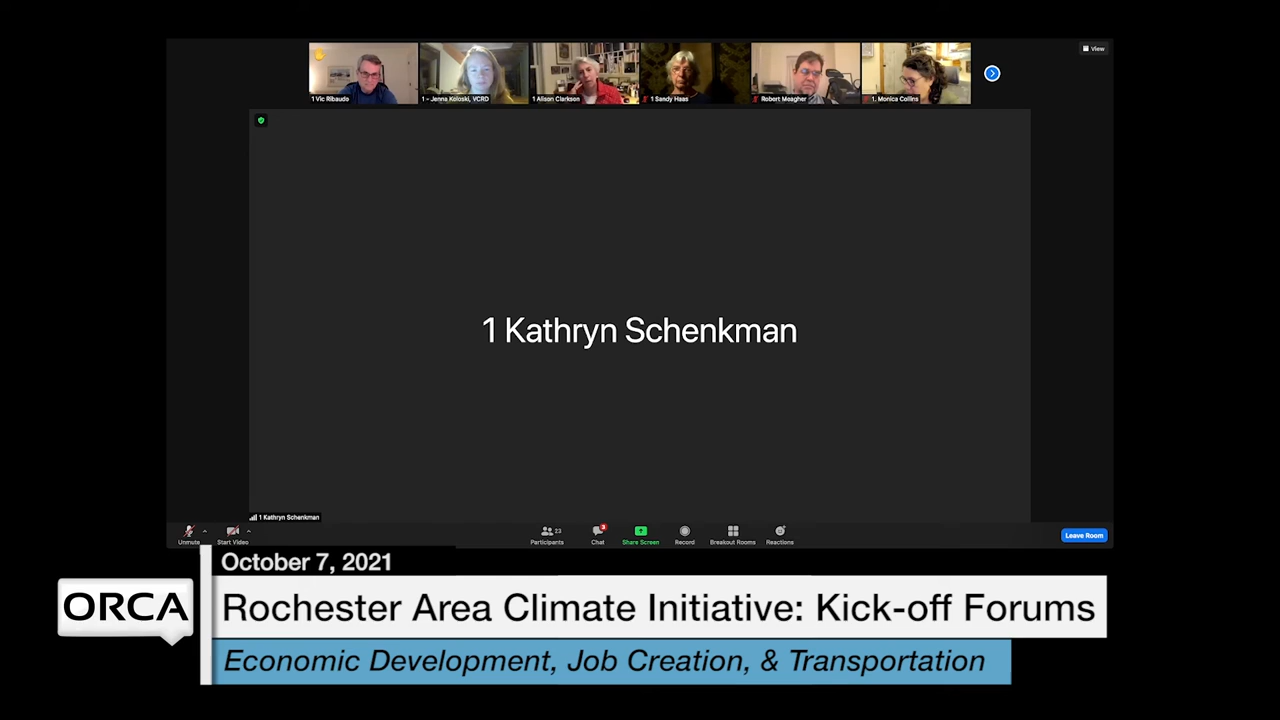 View
1 Vic Ribaudo
1 - Jenna Koloski, VCRD
1 Alison Clarkson
1 Sandy Haas
Robert Meagher
1. Monica Collins
1 Kathryn Schenkman
1 Kathryn Schenkman
Unmute
Start Video
Participants
23
Chat
3
Share Screen
Record
Breakout Rooms
Reactions
Leave Room
October 7, 2021
ORCA
Rochester Area Climate Initiative: Kick-off Forums
Economic Development, Job Creation, & Transportation